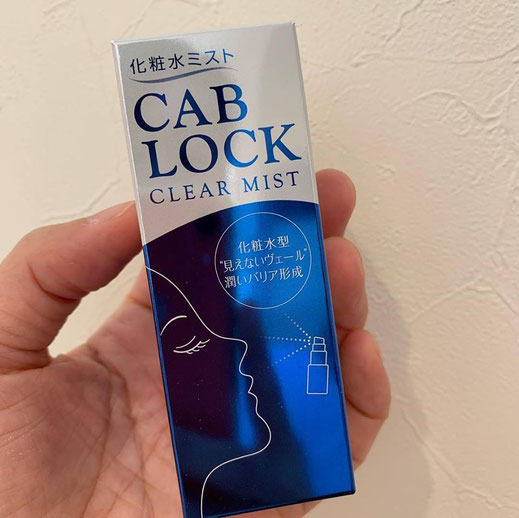 化粧水ミスト
CAB
LOCK
CLEAR MIST
化粧水型
"見えないヴェール"
潤いバリア形成